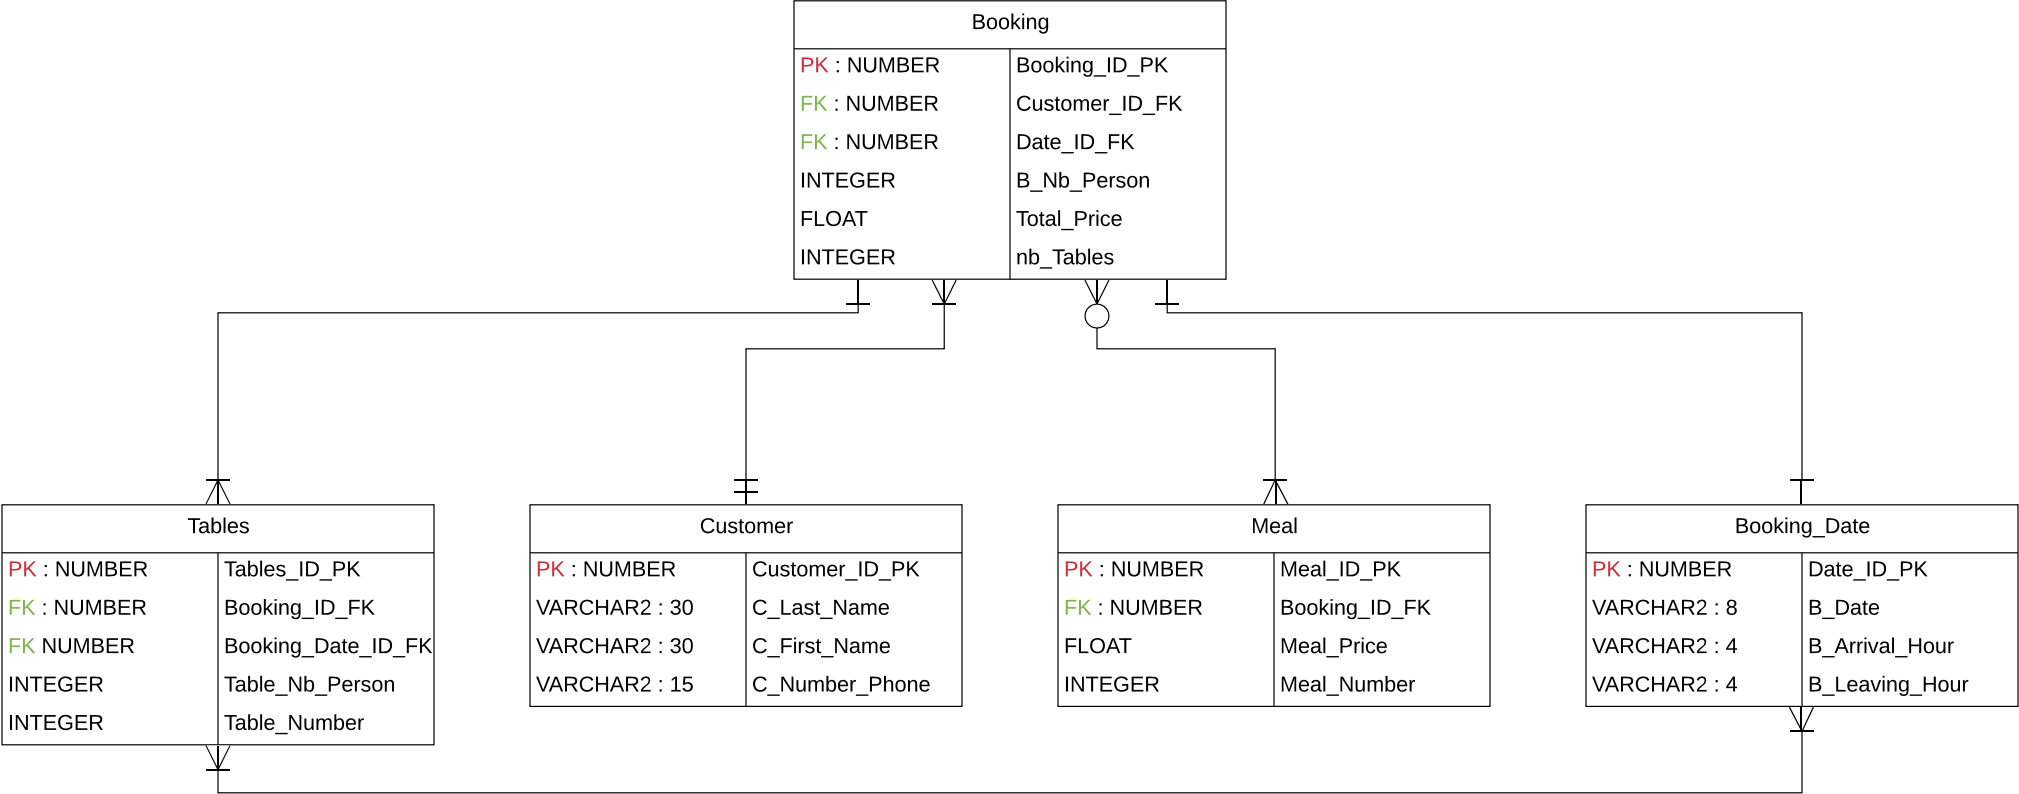 Booking
PK : NUMBER Booking_ID_PK
FK : NUMBER Customer_ID_FK
FK : NUMBER Date_ID_FK
INTEGER B_Nb_Person
FLOAT Total_Price
INTEGER nb_Tables
Tables
PK : NUMBER Tables_ID_PK
FK : NUMBER Booking_ID_FK
FK NUMBER Booking_Date_ID_FK
INTEGER Table_Nb_Person
INTEGER Table_Number
Customer
PK : NUMBER Customer_ID_PK
VARCHAR2 : 30 C_Last_Name
VARCHAR2 : 30 C_First_Name
VARCHAR2 : 15 C_Number_Phone
Meal
PK : NUMBER Meal_ID_PK
FK : NUMBER Booking_ID_FK
FLOAT Meal_Price
INTEGER Meal_Number
Booking_Date
PK : NUMBER Date_ID_PK
VARCHAR2 : 8 B_Date
VARCHAR2 : 4 B_Arrival_Hour
VARCHAR2 : 4 B_Leaving_Hour